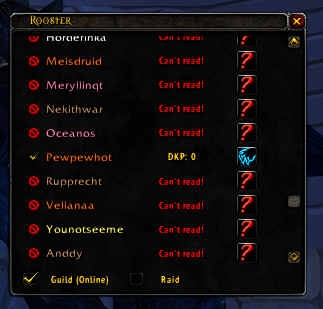 Rooster
Horderinka Can't read!
Meisdruid Can't read!
Meryllinqt Can't read!
Nekithwar Can't read!
Oceanos Can't read!
Pewpewhot DKP: 0
Rupprecht Can't read!
Velianaa Can't read!
Younotseeme Can't read!
Anddy Can't read!
Guild (Online) Raid